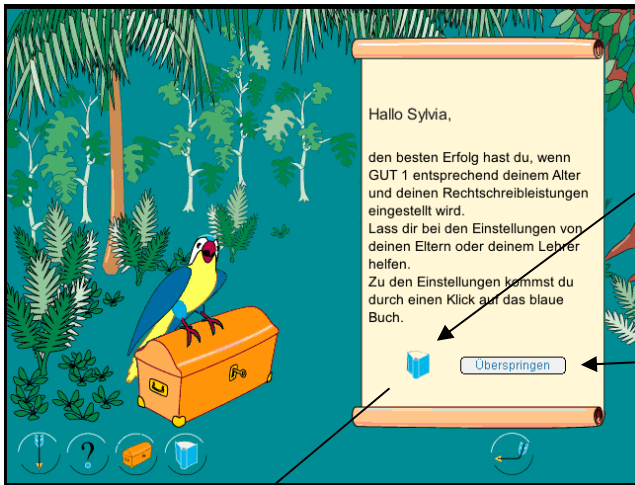 Hallo Sylvia,
den besten Erfolg hast du, wenn
GUT 1 entsprechend deinem Alter
und deinen Rechtschreibleistungen
eingestellt wird.
Lass dir bei den Einstellungen von
deinen Eltern oder deinem Lehrer
helfen.
Zu den Einstellungen kommst du
durch einen Klick auf das blaue
Buch.
Überspringen
?